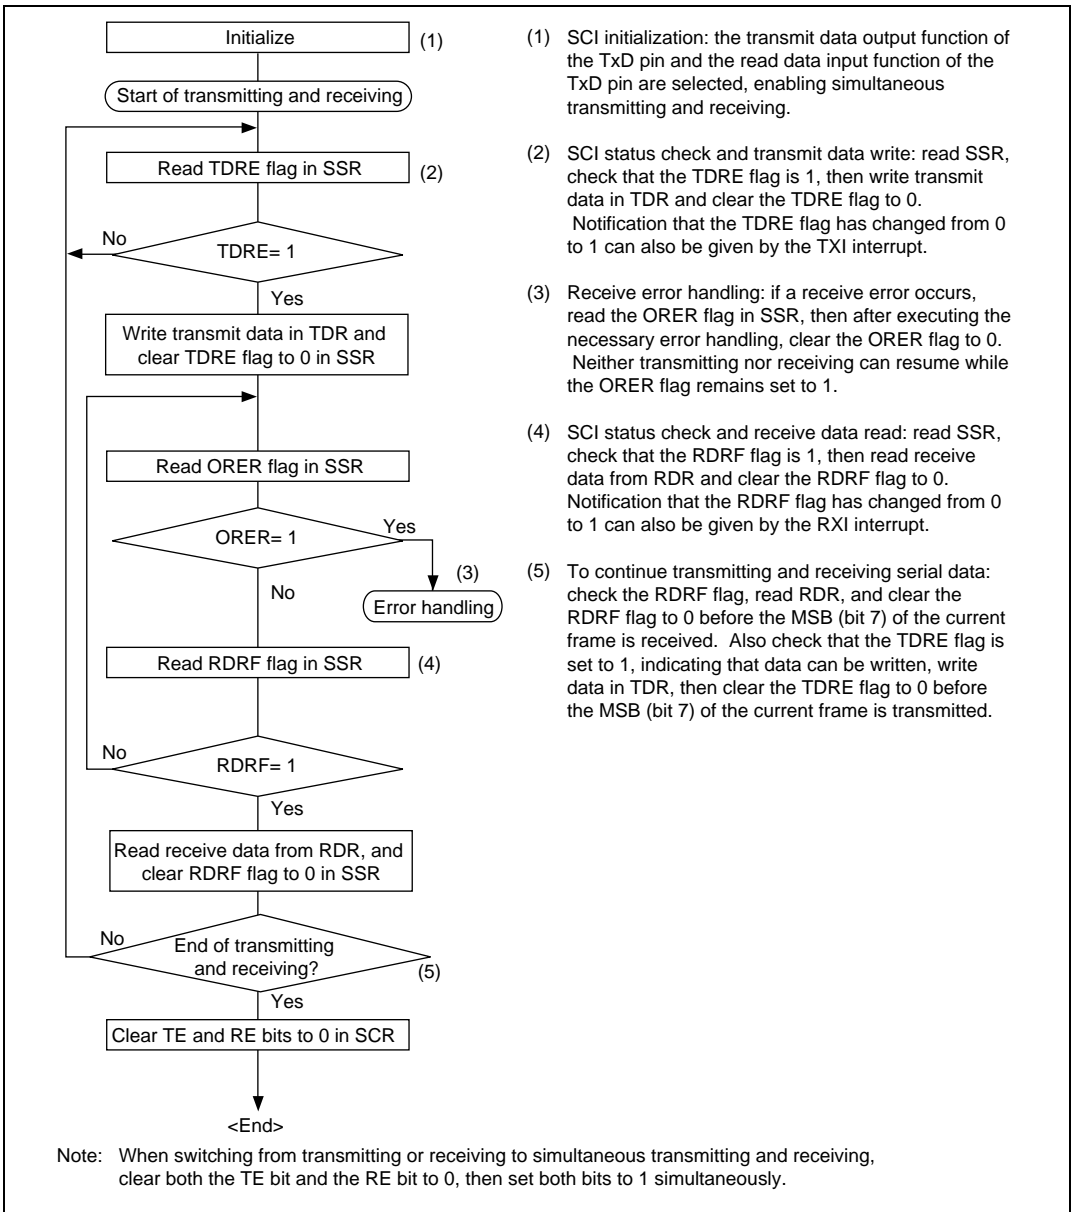 Initialize
(1)
Start of transmitting and receiving
Read TDRE flag in SSR
(2)
No
TDRE= 1
Yes
Write transmit data in TDR and
clear TDRE flag to 0 in SSR
Read ORER flag in SSR
ORER= 1
Yes
(3)
Error handling
No
Read RDRF flag in SSR
(4)
No
RDRF= 1
Yes
Read receive data from RDR, and
clear RDRF flag to 0 in SSR
No
End of transmitting
and receiving?
(5)
Yes
Clear TE and RE bits to 0 in SCR
<End>
(1) SCI initialization: the transmit data output function of
the TxD pin and the read data input function of the
TxD pin are selected, enabling simultaneous
transmitting and receiving.
(2) SCI status check and transmit data write: read SSR,
check that the TDRE flag is 1, then write transmit
data in TDR and clear the TDRE flag to 0.
Notification that the TDRE flag has changed from 0
to 1 can also be given by the TXI interrupt.
(3) Receive error handling: if a receive error occurs,
read the ORER flag in SSR, then after executing the
necessary error handling, clear the ORER flag to 0.
Neither transmitting nor receiving can resume while
the ORER flag remains set to 1.
(4) SCI status check and receive data read: read SSR,
check that the RDRF flag is 1, then read receive
data from RDR and clear the RDRF flag to 0.
Notification that the RDRF flag has changed from 0
to 1 can also be given by the RXI interrupt.
(5) To continue transmitting and receiving serial data:
check the RDRF flag, read RDR, and clear the
RDRF flag to 0 before the MSB (bit 7) of the current
frame is received. Also check that the TDRE flag is
set to 1, indicating that data can be written, write
data in TDR, then clear the TDRE flag to 0 before
the MSB (bit 7) of the current frame is transmitted.
Note: When switching from transmitting or receiving to simultaneous transmitting and receiving,
clear both the TE bit and the RE bit to 0, then set both bits to 1 simultaneously.